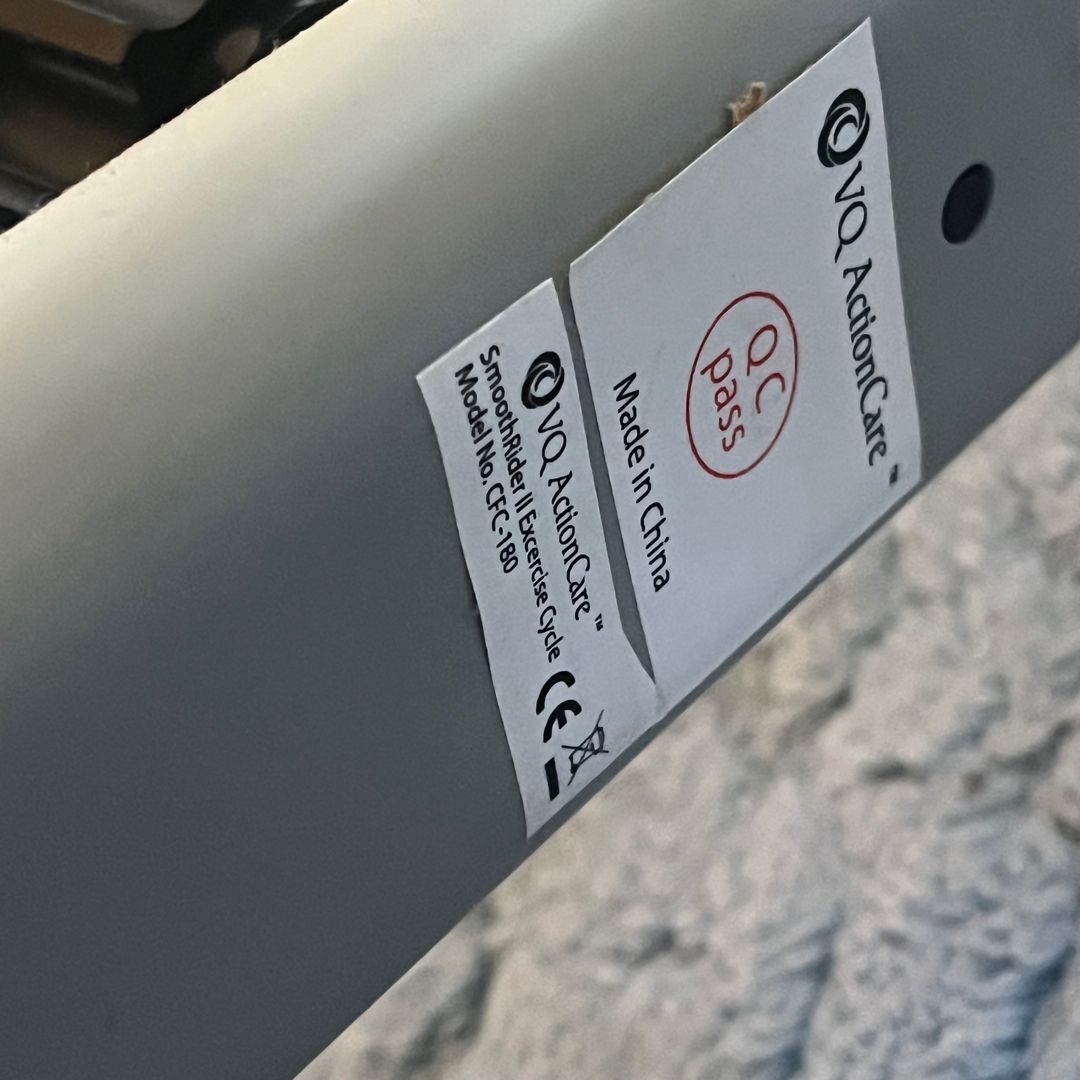 VQ ActionCare™
QC
pass
Made in China
VQ ActionCare™
SmoothRider II Excercise Cycle
Model No. CFC-180
CE